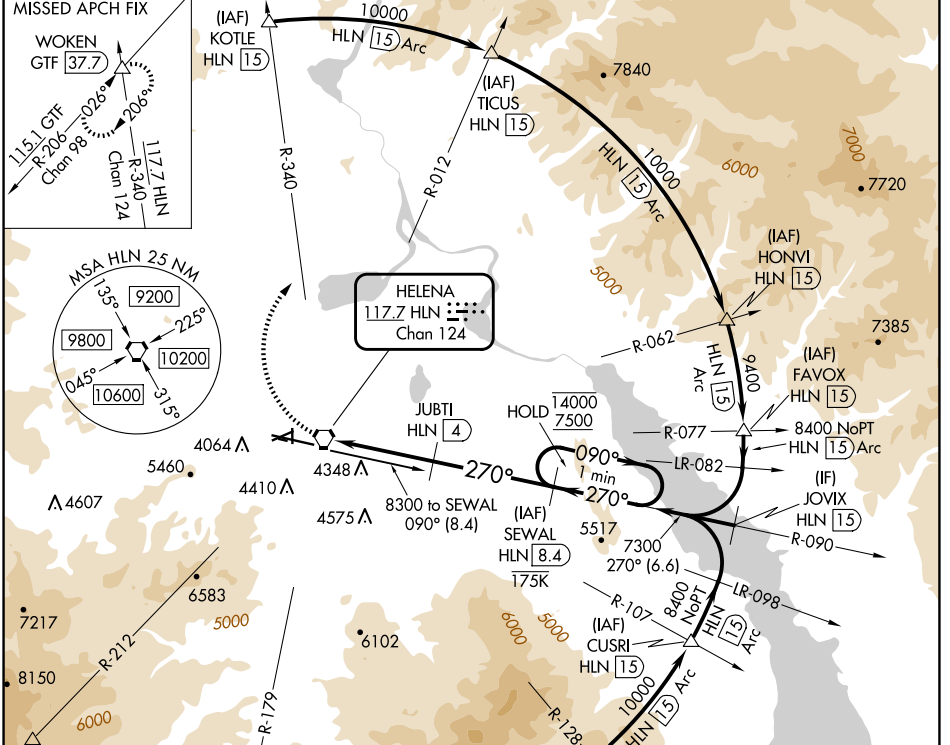 MISSED APCH FIX
WOKEN
GTF 37.7
026°
206°
115.1 GTF
R-206
Chan 98
117.7 HLN
R-340
Chan 124
(IAF)
KOTLE
HLN 15
10000
HLN 15 Arc
(IAF)
TICUS
HLN 15
7840
10000
HLN 15 Arc
6000
7000
7720
R-340
R-012
5000
(IAF)
HONVI
HLN 15
MSA HLN 25 NM
135°
9200
225°
9800
10200
045°
10600
315°
HELENA
117.7 HLN
Chan 124
R-062
7385
HLN 15
Arc
9400
(IAF)
FAVOX
HLN 15
JUBTI
HLN 4
HOLD
14000
7500
R-077
8400 NoPT
HLN 15 Arc
4064
5460
4348
4410
4607
4575
270°
090°
1 min
270°
LR-082
8300 to SEWAL
090° (8.4)
(IAF)
SEWAL
HLN 8.4
175K
5517
7300
270° (6.6)
(IF)
JOVIX
HLN 15
R-090
LR-098
7217
6583
5000
R-212
8150
6000
6102
R-179
6000
5000
R-107
(IAF)
CUSRI
HLN 15
8400
NoPT
HLN 15
Arc
R-128
10000
HLN 15 Arc